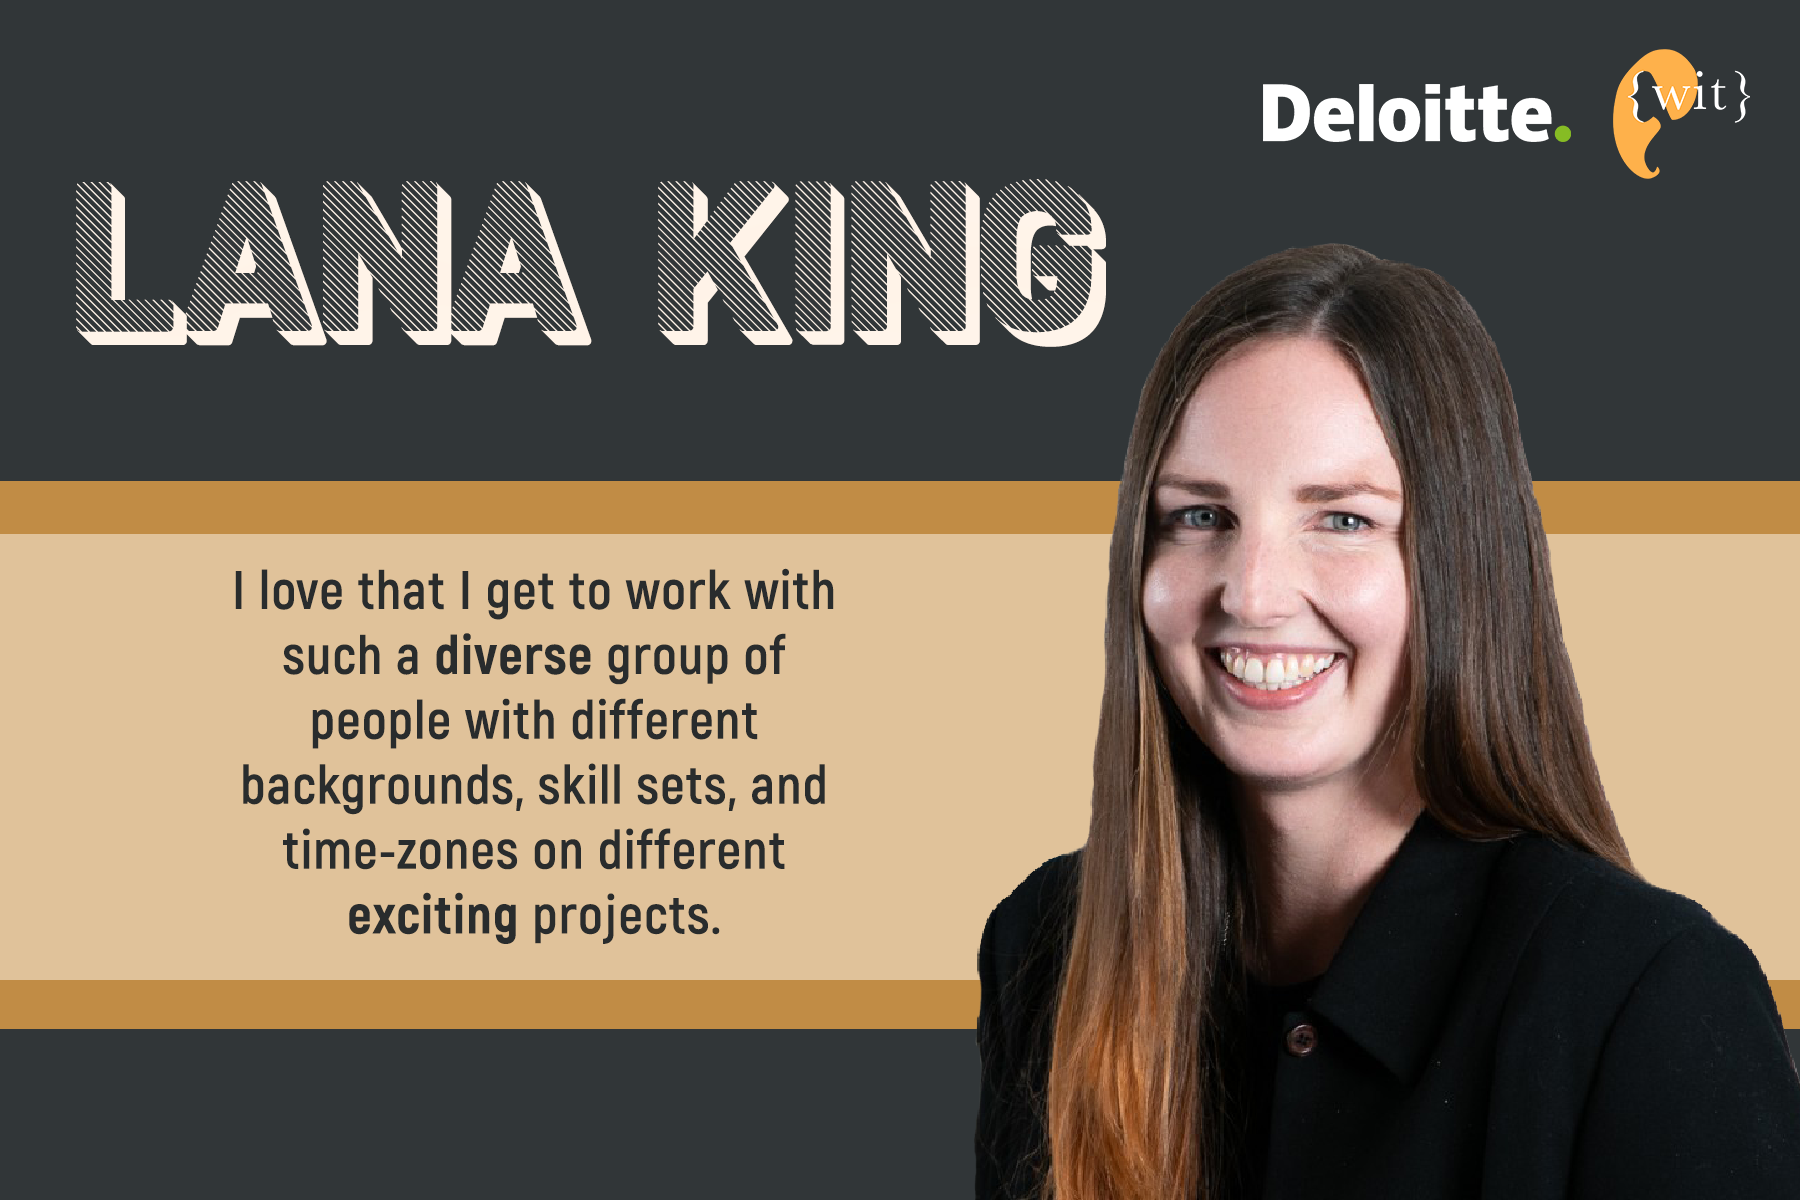 Deloitte.
{wit}
LANA KING
I love that I get to work with
such a diverse group of
people with different
backgrounds, skill sets, and
time-zones on different
exciting projects.